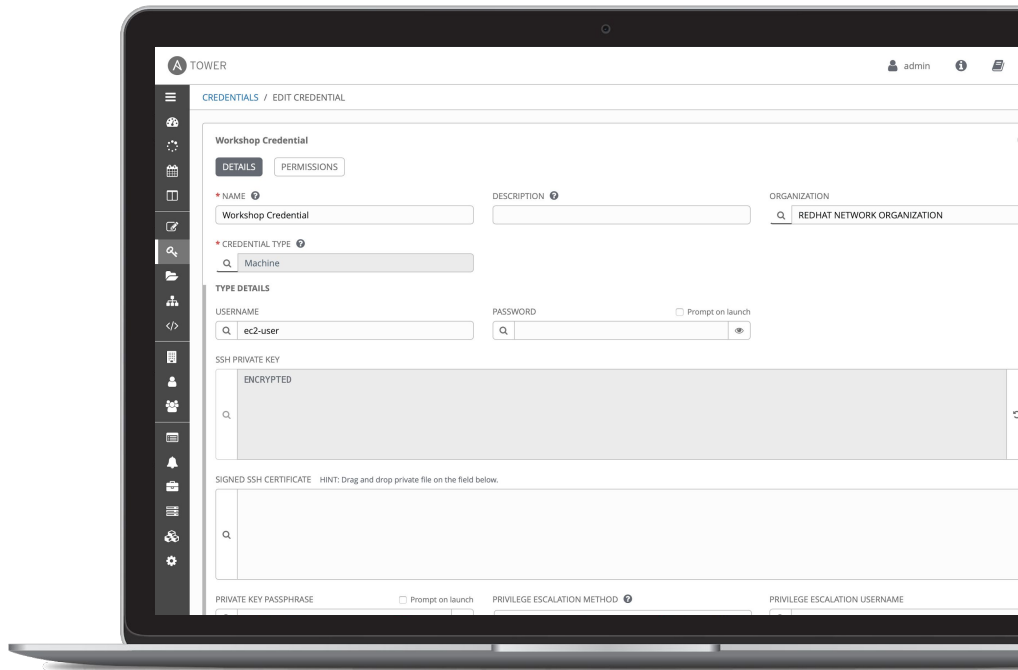 A TOWER
admin
CREDENTIALS / EDIT CREDENTIAL
Workshop Credential
DETAILS PERMISSIONS
* NAME DESCRIPTION ORGANIZATION
Workshop Credential REDHAT NETWORK ORGANIZATION
* CREDENTIAL TYPE
Machine
TYPE DETAILS
USERNAME PASSWORD Prompt on launch
ec2-user
SSH PRIVATE KEY
ENCRYPTED
SIGNED SSH CERTIFICATE HINT: Drag and drop private file on the field below.
PRIVATE KEY PASSPHRASE Prompt on launch PRIVILEGE ESCALATION METHOD PRIVILEGE ESCALATION USERNAME